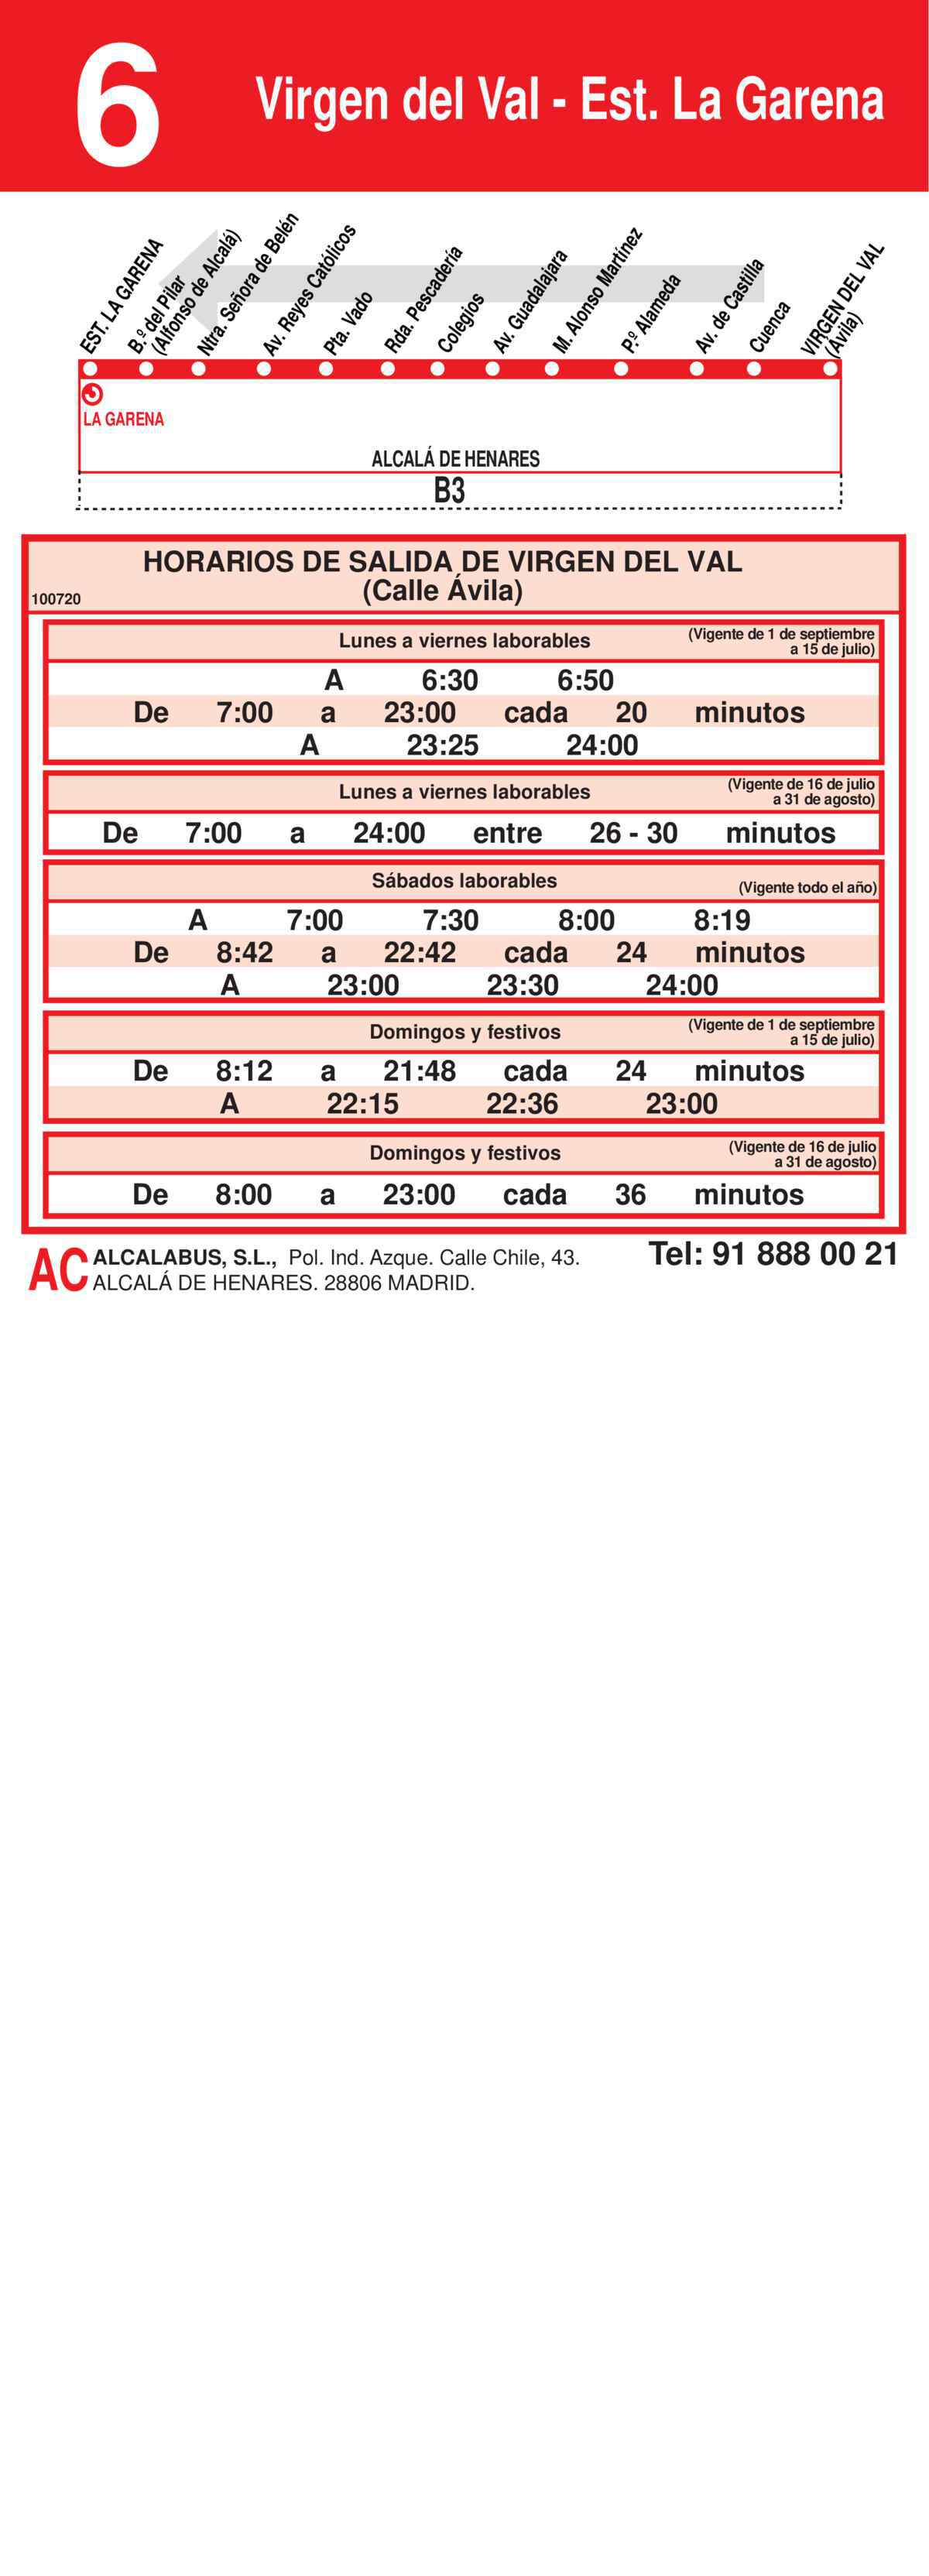 6
Virgen del Val - Est. La Garena
EST. LA GARENA
B.º del Pilar
(Alfonso de Alcalá)
Ntra. Señora de Belén
Av. Reyes Católicos
Pta. Vado
Rda. Pescadería
Colegios
Av. Guadalajara
M. Alonso Martínez
P.º Alameda
Av. de Castilla
Cuenca
VIRGEN DEL VAL
(Ávila)
LA GARENA
ALCALÁ DE HENARES
B3
HORARIOS DE SALIDA DE VIRGEN DEL VAL
(Calle Ávila)
100720
Lunes a viernes laborables
(Vigente de 1 de septiembre
a 15 de julio)
A 6:30 6:50
De 7:00 a 23:00 cada 20 minutos
A 23:25 24:00
Lunes a viernes laborables
(Vigente de 16 de julio
a 31 de agosto)
De 7:00 a 24:00 entre 26 - 30 minutos
Sábados laborables
(Vigente todo el año)
A 7:00 7:30 8:00 8:19
De 8:42 a 22:42 cada 24 minutos
A 23:00 23:30 24:00
Domingos y festivos
(Vigente de 1 de septiembre
a 15 de julio)
De 8:12 a 21:48 cada 24 minutos
A 22:15 22:36 23:00
Domingos y festivos
(Vigente de 16 de julio
a 31 de agosto)
De 8:00 a 23:00 cada 36 minutos
AC
ALCALABUS, S.L., Pol. Ind. Azque. Calle Chile, 43.
ALCALÁ DE HENARES. 28806 MADRID.
Tel: 91 888 00 21